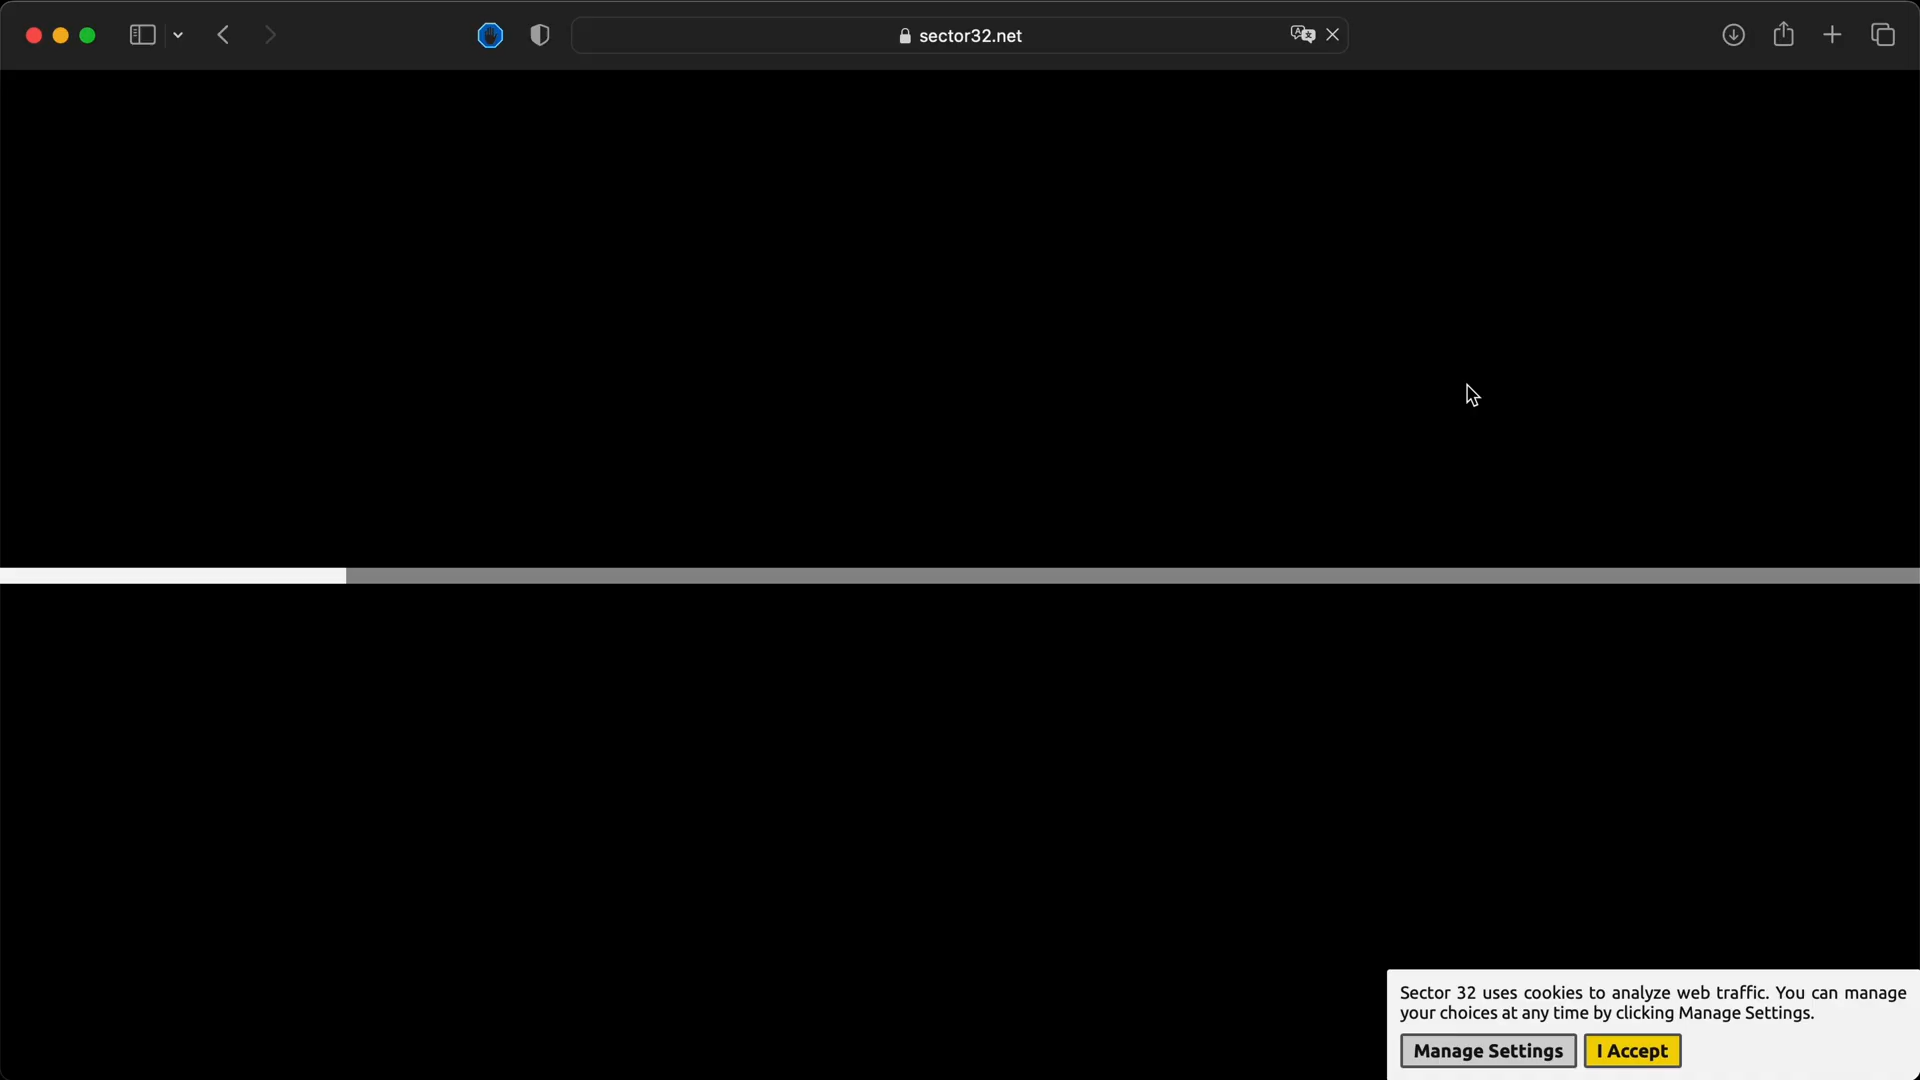 sector32.net
Sector 32 uses cookies to analyze web traffic. You can manage
your choices at any time by clicking Manage Settings.
Manage Settings
I Accept